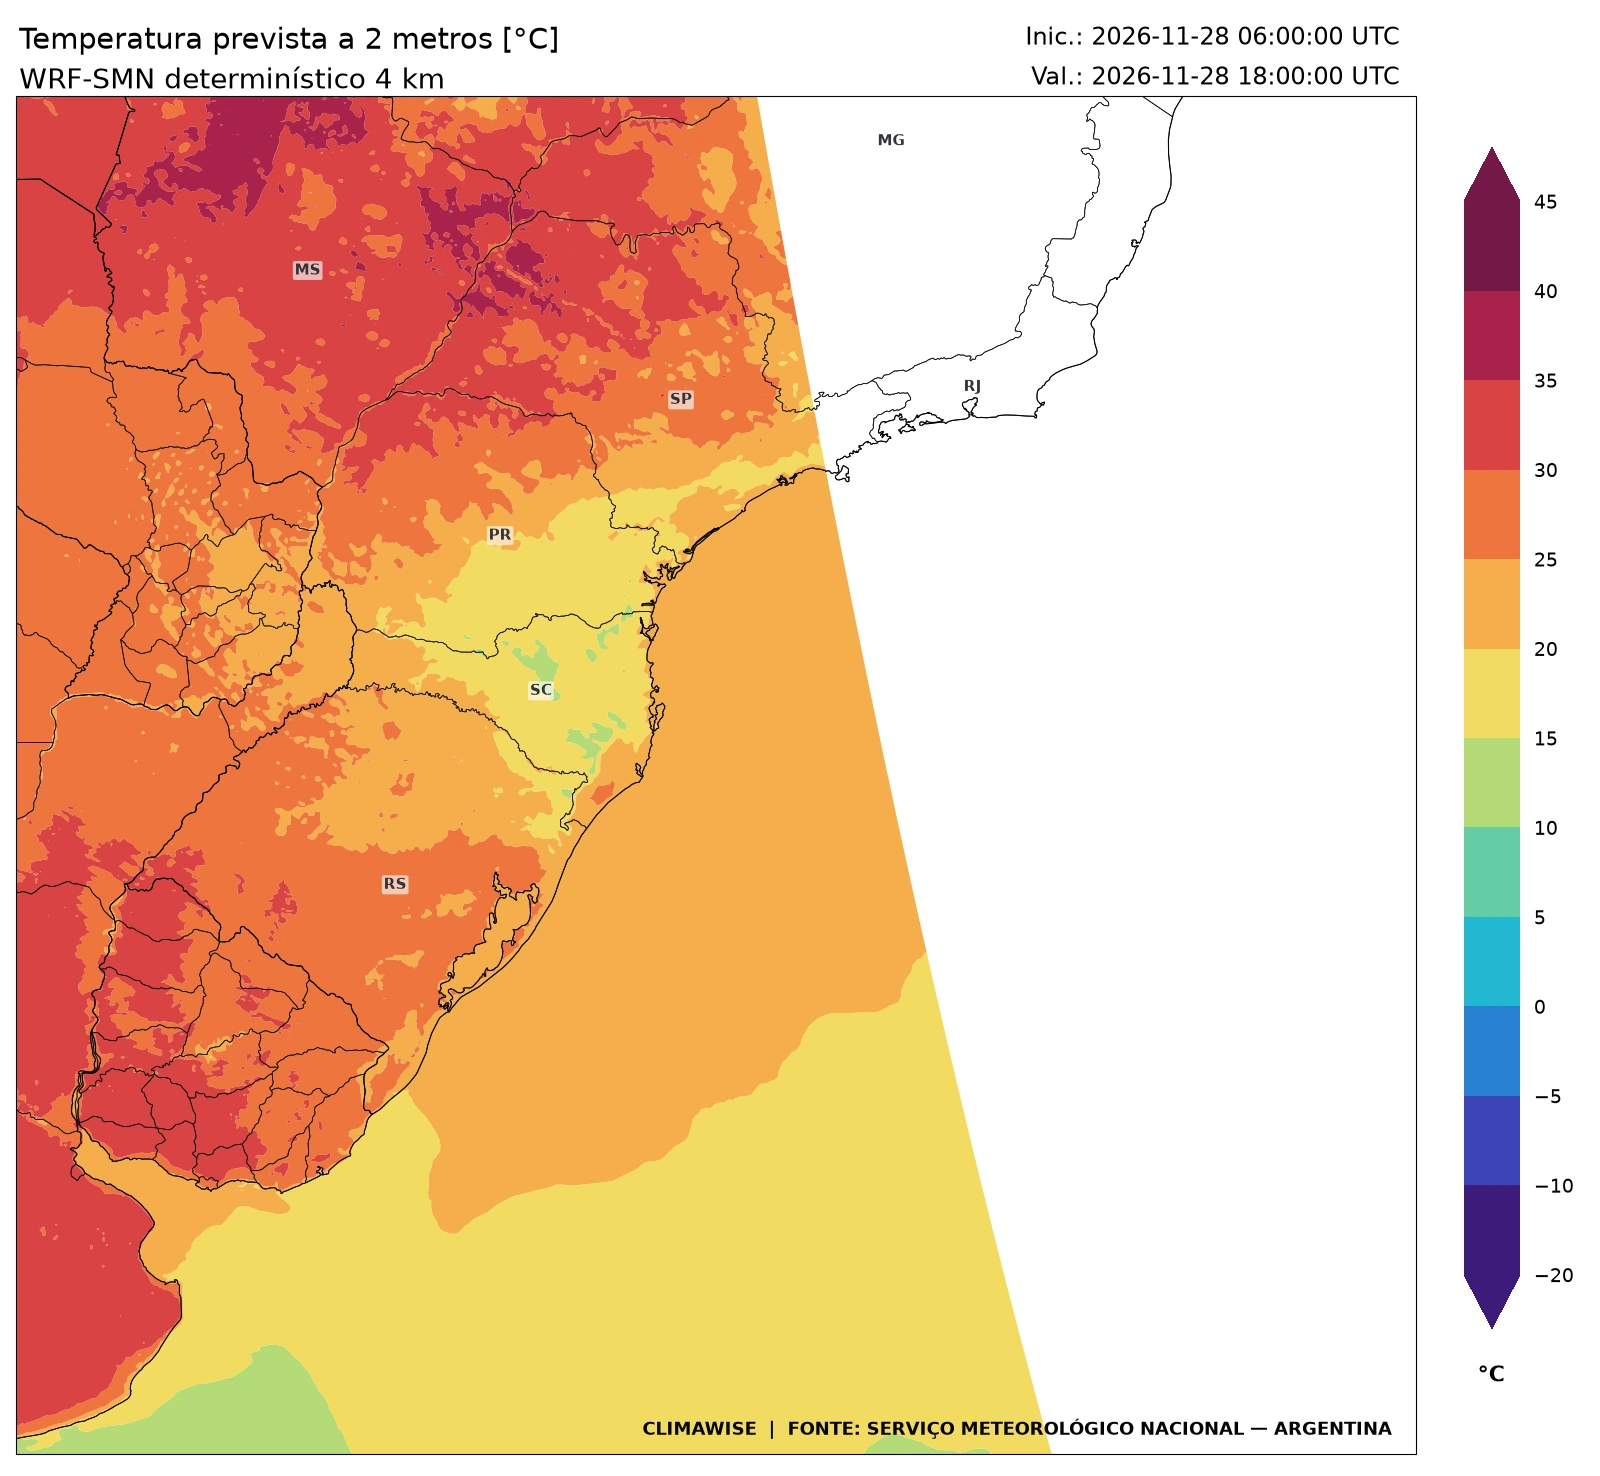 Temperatura prevista a 2 metros [°C]
WRF-SMN determinístico 4 km
Inic.: 2026-11-28 06:00:00 UTC
Val.: 2026-11-28 18:00:00 UTC
MG
MS
RJ
SP
PR
SC
RS
45
40
35
30
25
20
15
10
5
0
−5
−10
−20
°C
CLIMAWISE | FONTE: SERVIÇO METEOROLÓGICO NACIONAL — ARGENTINA